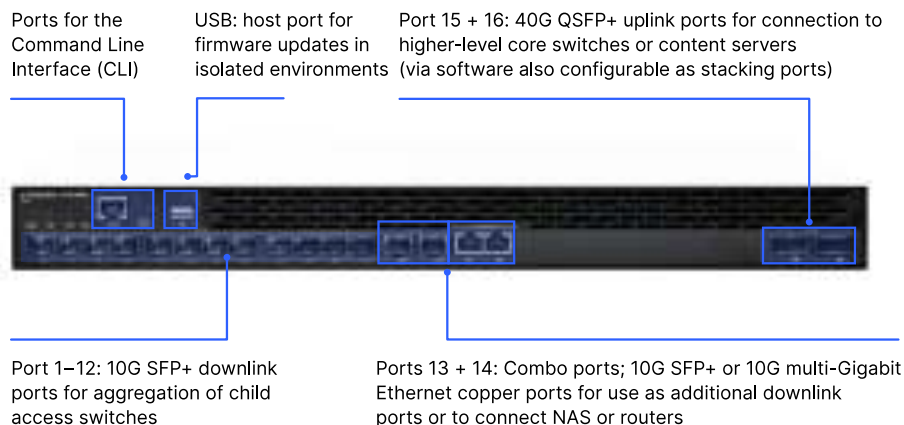 Ports for the
Command Line
Interface (CLI)
USB: host port for
firmware updates in
isolated environments
Port 15 + 16: 40G QSFP+ uplink ports for connection to
higher-level core switches or content servers
(via software also configurable as stacking ports)
Port 1–12: 10G SFP+ downlink
ports for aggregation of child
access switches
Ports 13 + 14: Combo ports; 10G SFP+ or 10G multi-Gigabit
Ethernet copper ports for use as additional downlink
ports or to connect NAS or routers